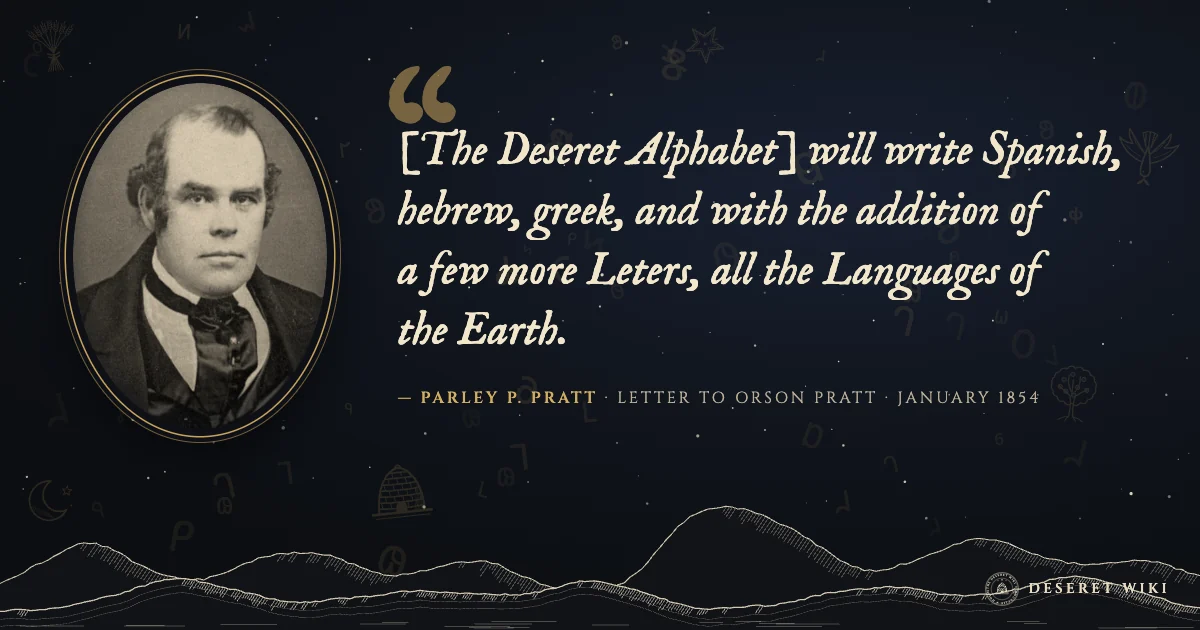 “
[The Deseret Alphabet] will write Spanish,
hebrew, greek, and with the addition of
a few more Leters, all the Languages of
the Earth.
— PARLEY P. PRATT · LETTER TO ORSON PRATT · JANUARY 1854
DESERET WIKI